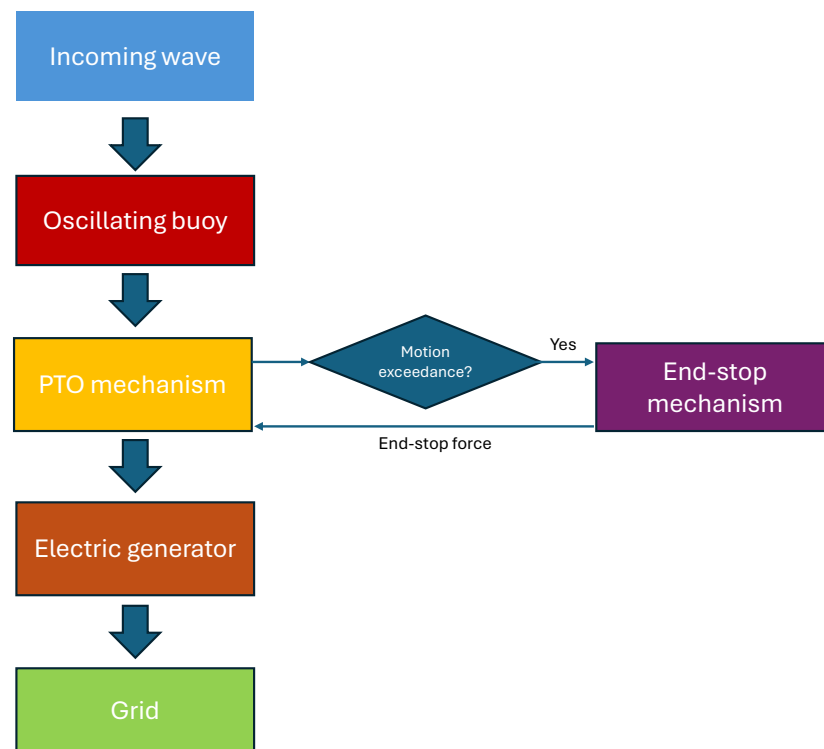 Incoming wave
Oscillating buoy
PTO mechanism
Motion
exceedance?
Yes
End-stop
mechanism
End-stop force
Electric generator
Grid